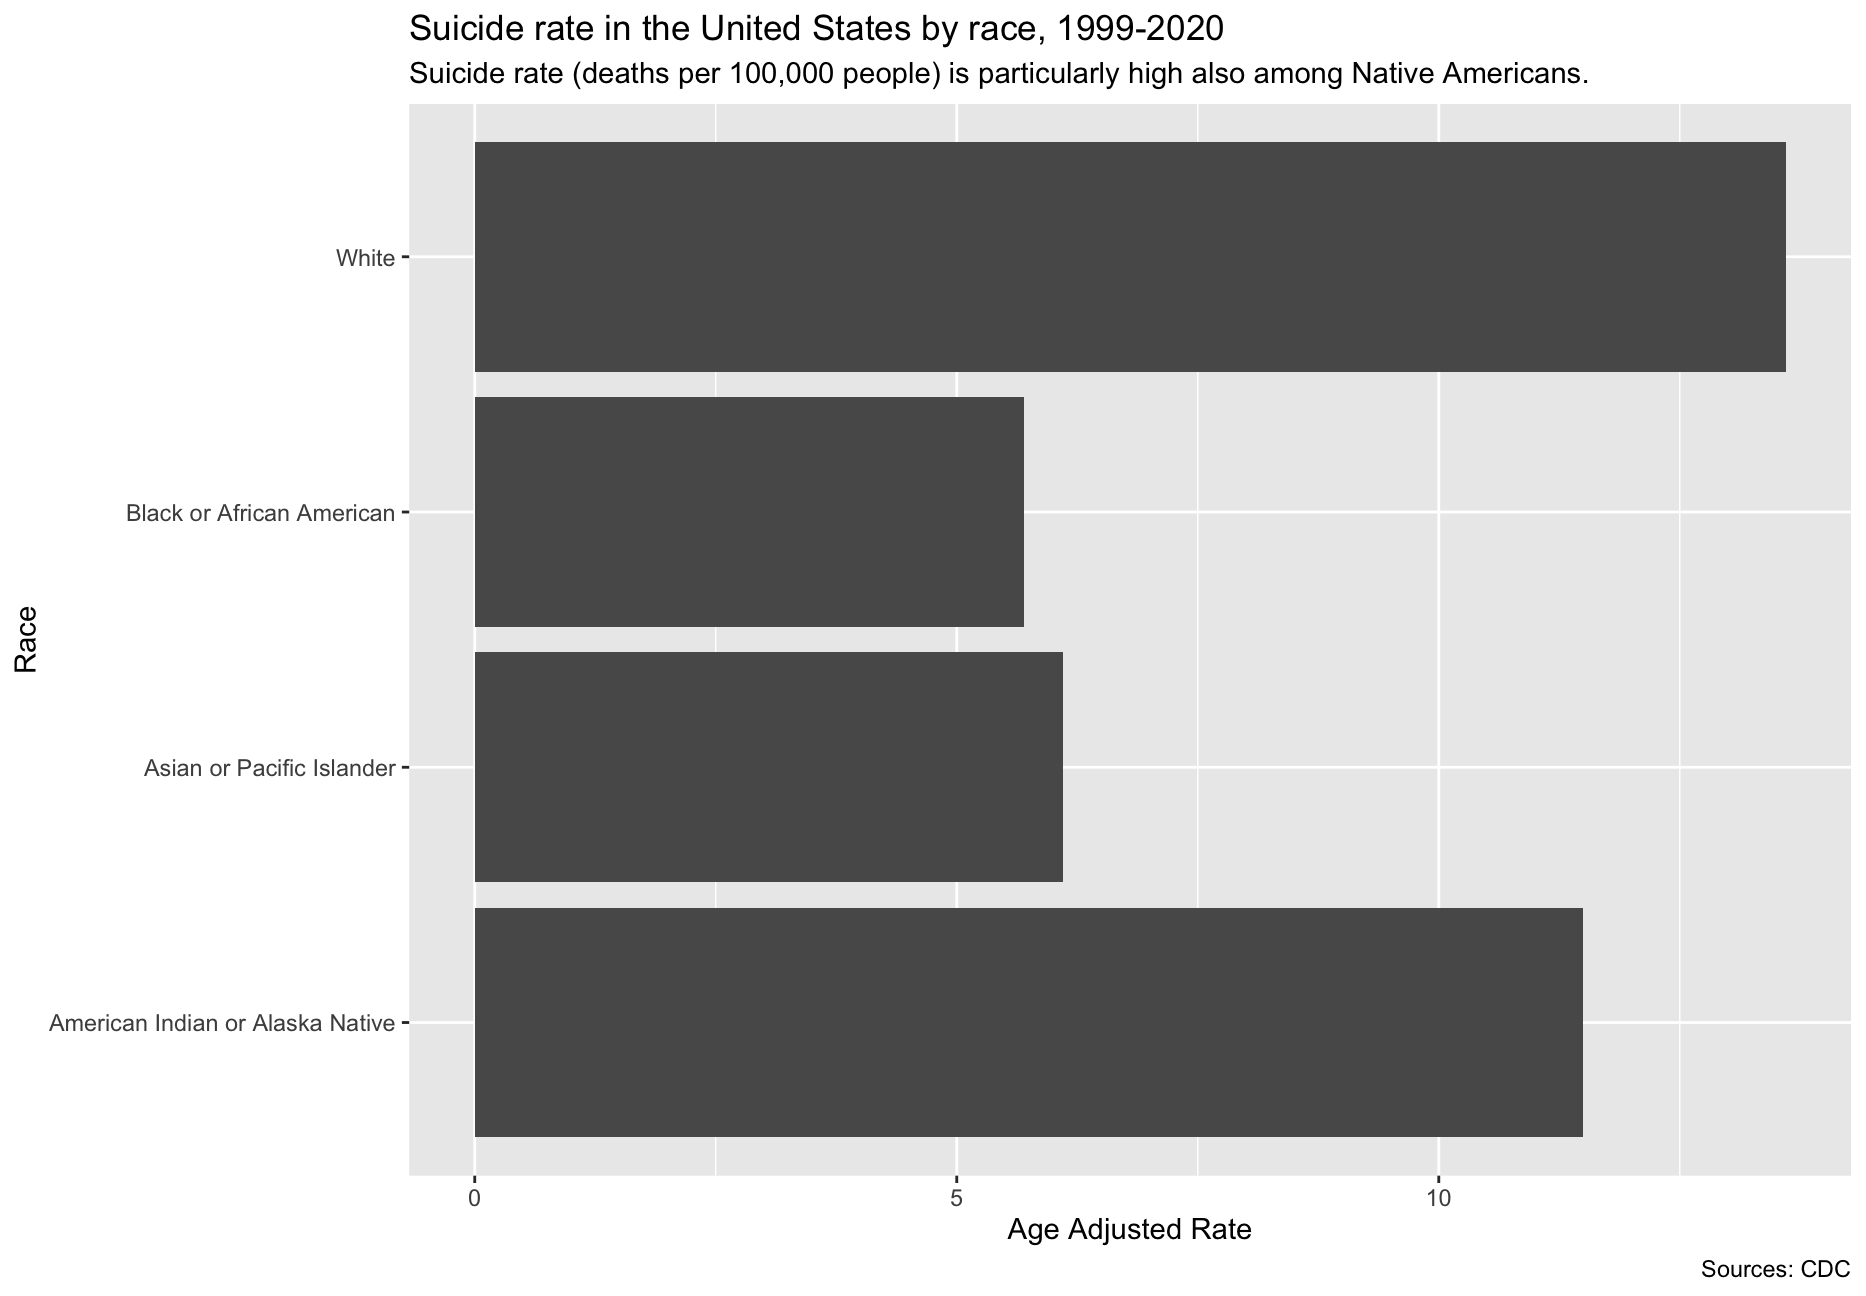 Suicide rate in the United States by race, 1999-2020
Suicide rate (deaths per 100,000 people) is particularly high also among Native Americans.
White
Black or African American
Asian or Pacific Islander
American Indian or Alaska Native
Race
0 5 10
Age Adjusted Rate
Sources: CDC